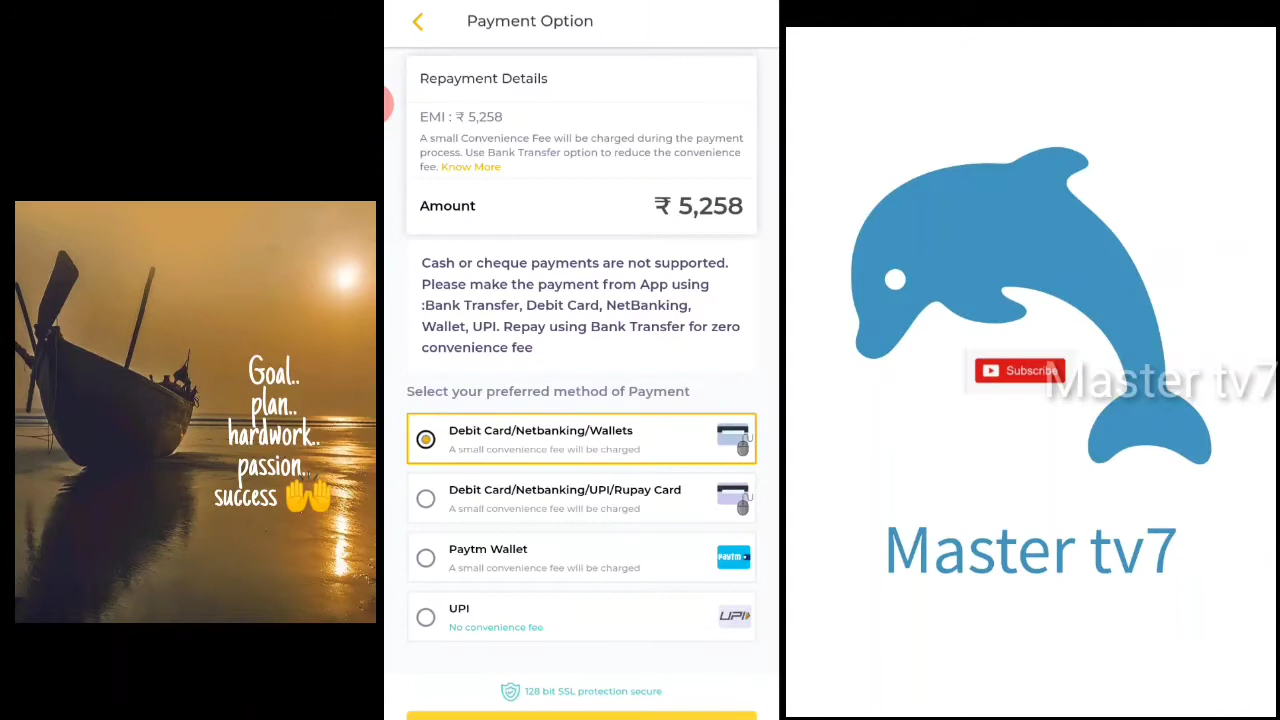 Goal..
plan..
hardwork..
passion..
success 🤲
Payment Option
Repayment Details
EMI : ₹ 5,258
A small Convenience Fee will be charged during the payment
process. Use Bank Transfer option to reduce the convenience
fee. Know More
Amount ₹ 5,258
Cash or cheque payments are not supported.
Please make the payment from App using
:Bank Transfer, Debit Card, NetBanking,
Wallet, UPI. Repay using Bank Transfer for zero
convenience fee
Select your preferred method of Payment
Debit Card/Netbanking/Wallets
A small convenience fee will be charged
Debit Card/Netbanking/UPI/Rupay Card
A small convenience fee will be charged
Paytm Wallet
A small convenience fee will be charged
paytm
UPI
No convenience fee
UPI
128 bit SSL protection secure
Subscribe
Master tv7
Master tv7